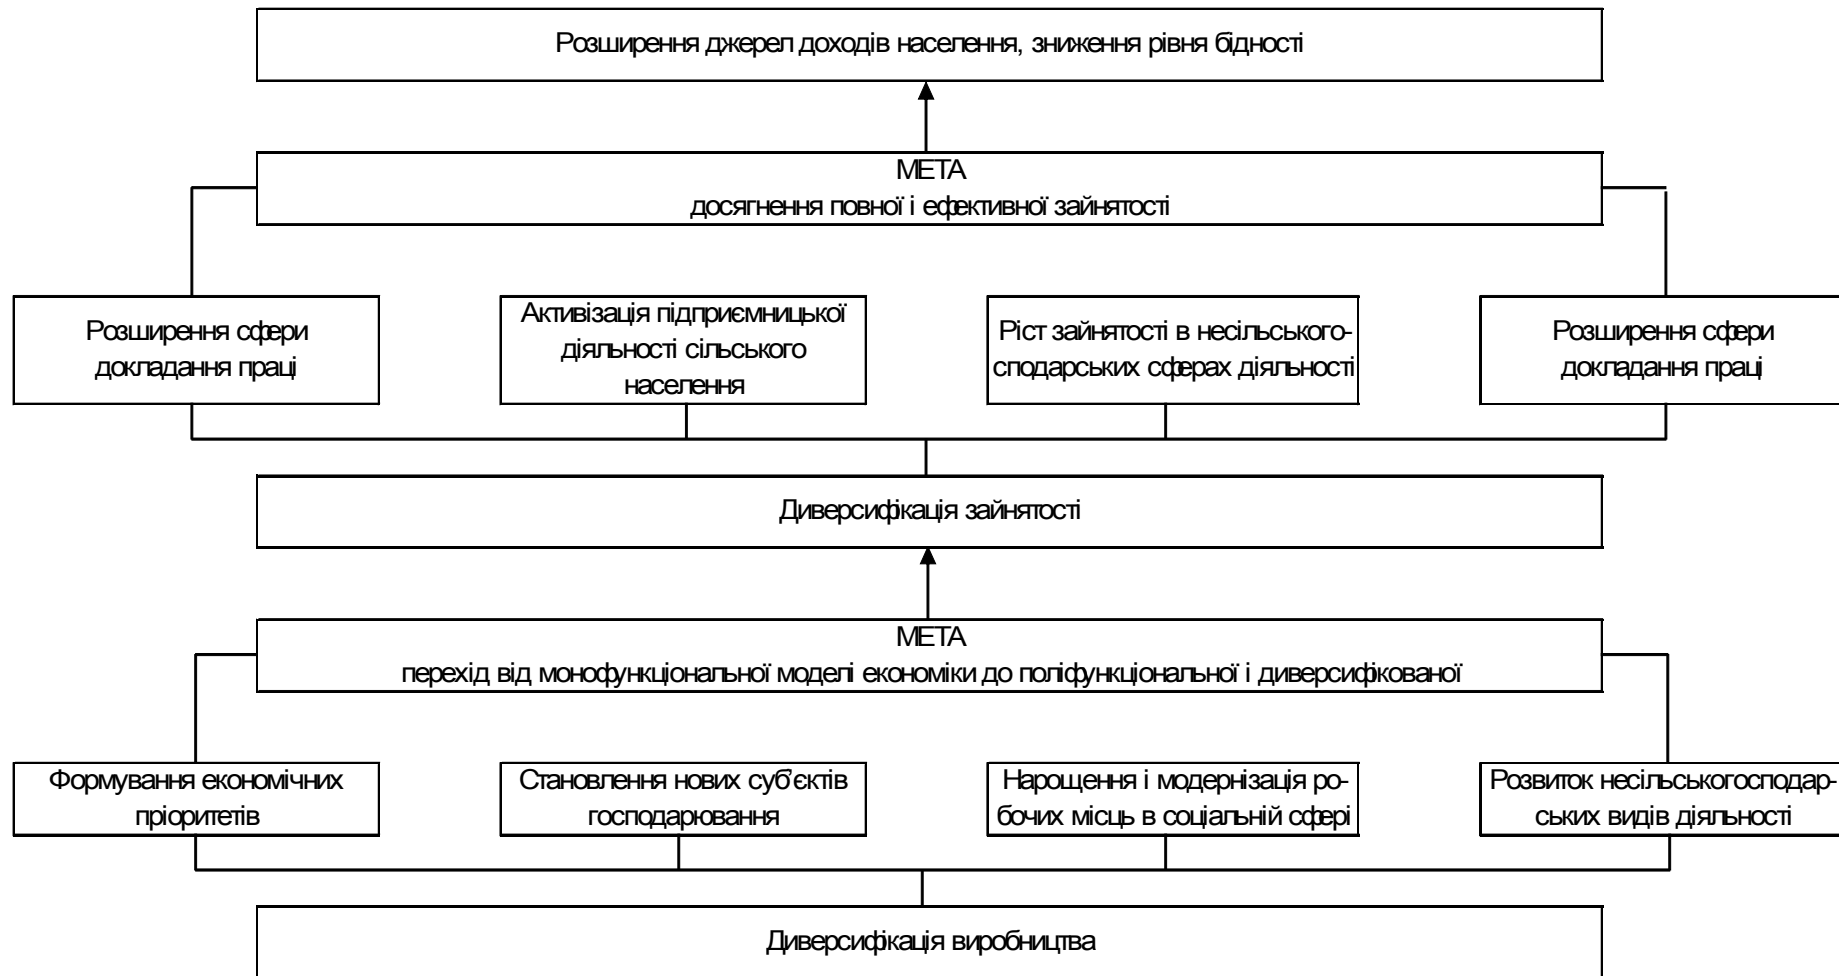 Розширення джерел доходів населення, зниження рівня бідності
МЕТА
досягнення повної і ефективної зайнятості
Розширення сфери
докладання праці
Активізація підприємницької
діяльності сільського
населення
Ріст зайнятості в несільського-
сподарських сферах діяльності
Розширення сфери
докладання праці
Диверсифікація зайнятості
МЕТА
перехід від монофункціональної моделі економіки до поліфункціональної і диверсифікованої
Формування економічних
пріоритетів
Становлення нових суб'єктів
господарювання
Нарощення і модернізація ро-
бочих місць в соціальній сфері
Розвиток несільськогосподар-
ських видів діяльності
Диверсифікація виробництва